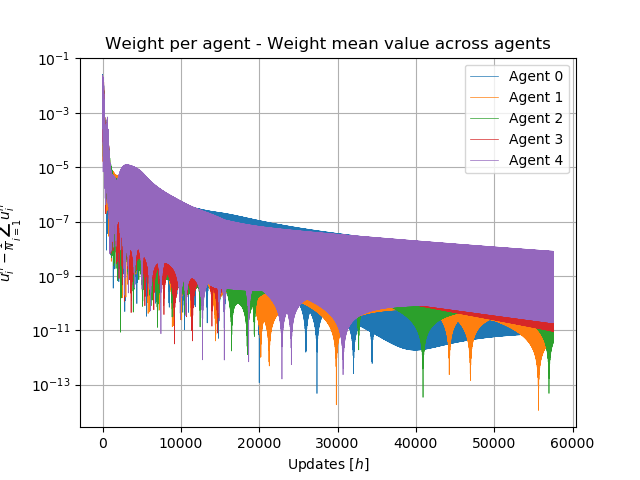 Weight per agent - Weight mean value across agents
10⁻¹
10⁻³
10⁻⁵
10⁻⁷
10⁻⁹
10⁻¹¹
10⁻¹³
Agent 0
Agent 1
Agent 2
Agent 3
Agent 4
0
10000
20000
30000
40000
50000
60000
Updates [h]